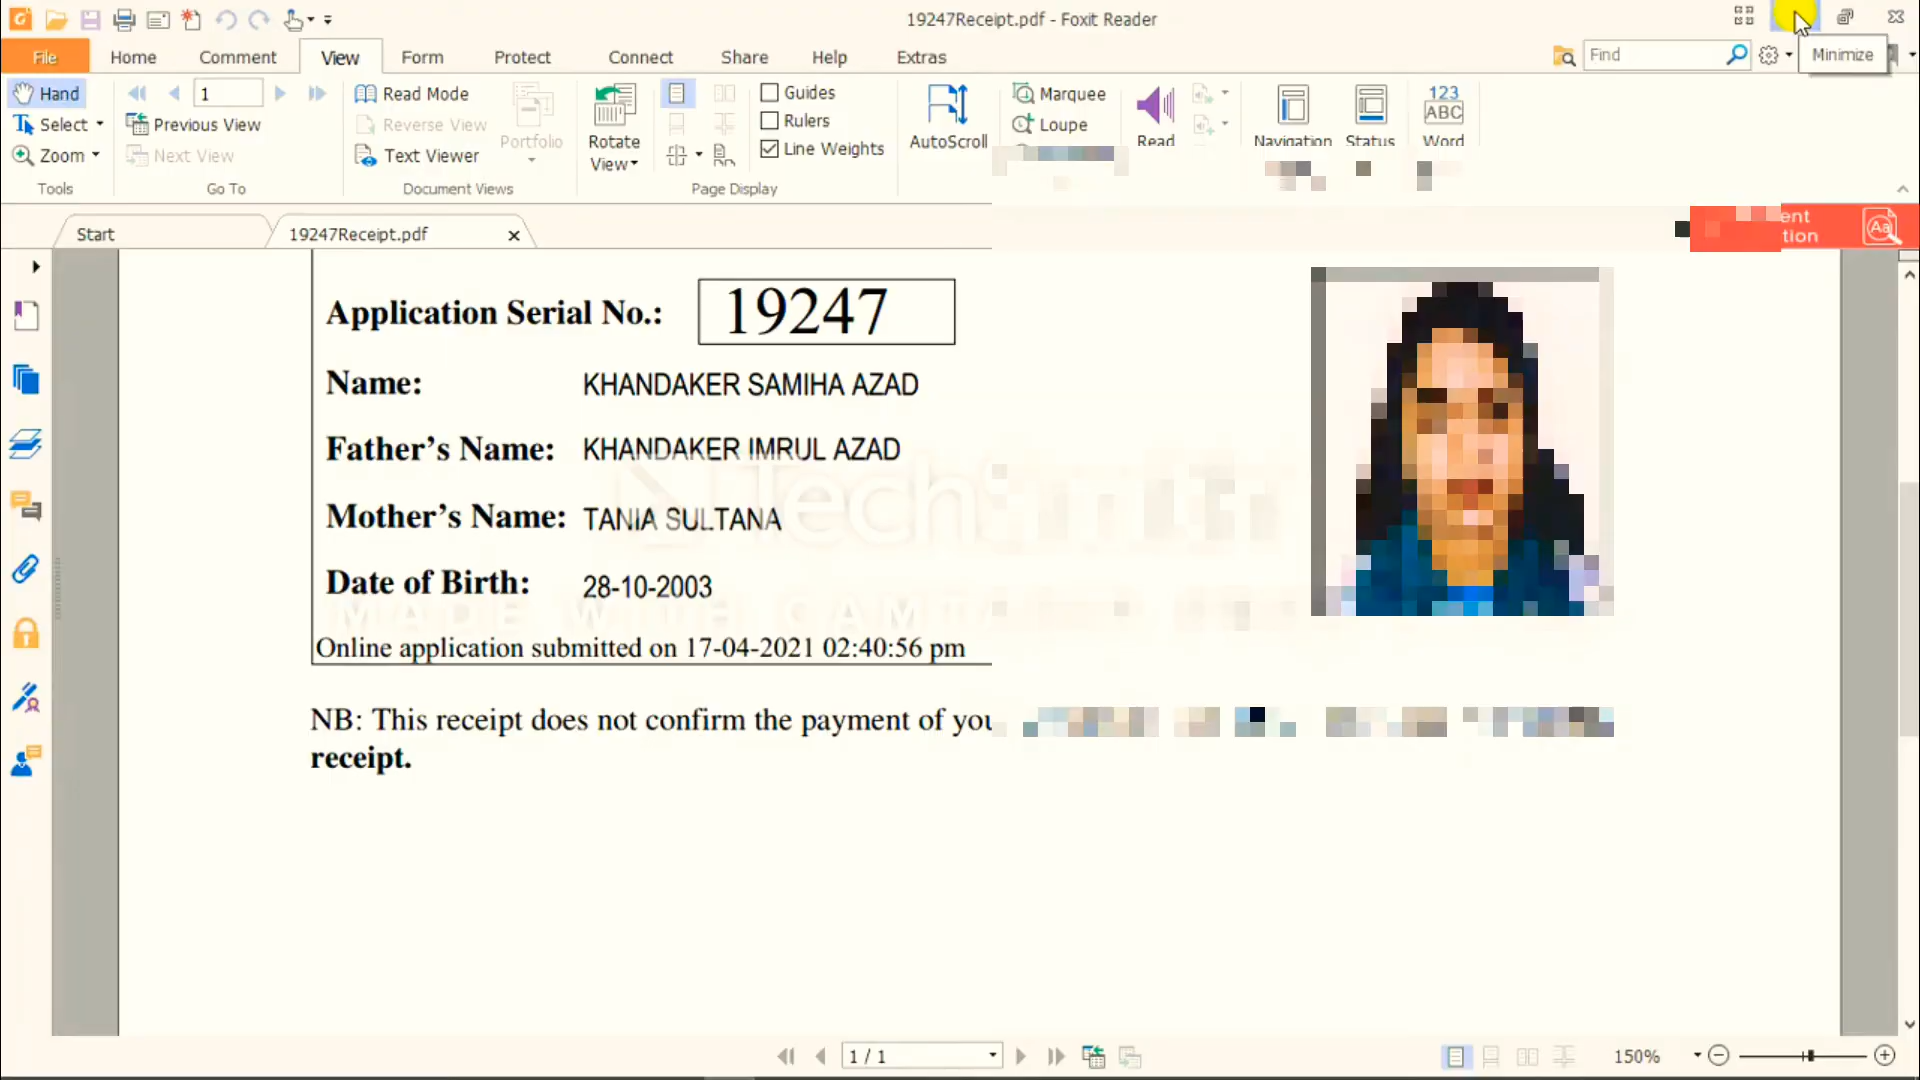 19247Receipt.pdf - Foxit Reader
File Home Comment View Form Protect Connect Share Help Extras
Find
Minimize
Hand
Select
Zoom
Tools
1
Previous View
Next View
Go To
Read Mode
Reverse View
Text Viewer
Portfolio
Document Views
Rotate
View
Guides
Rulers
Line Weights
Page Display
AutoScroll
Marquee
Loupe
Read
Navigation
Status
123
ABC
Word
Start
19247Receipt.pdf
Application Serial No.: 19247
Name: KHANDAKER SAMIHA AZAD
Father's Name: KHANDAKER IMRUL AZAD
Mother's Name: TANIA SULTANA
Date of Birth: 28-10-2003
Online application submitted on 17-04-2021 02:40:56 pm
NB: This receipt does not confirm the payment of
receipt.
MADE WITH
1 / 1
150%